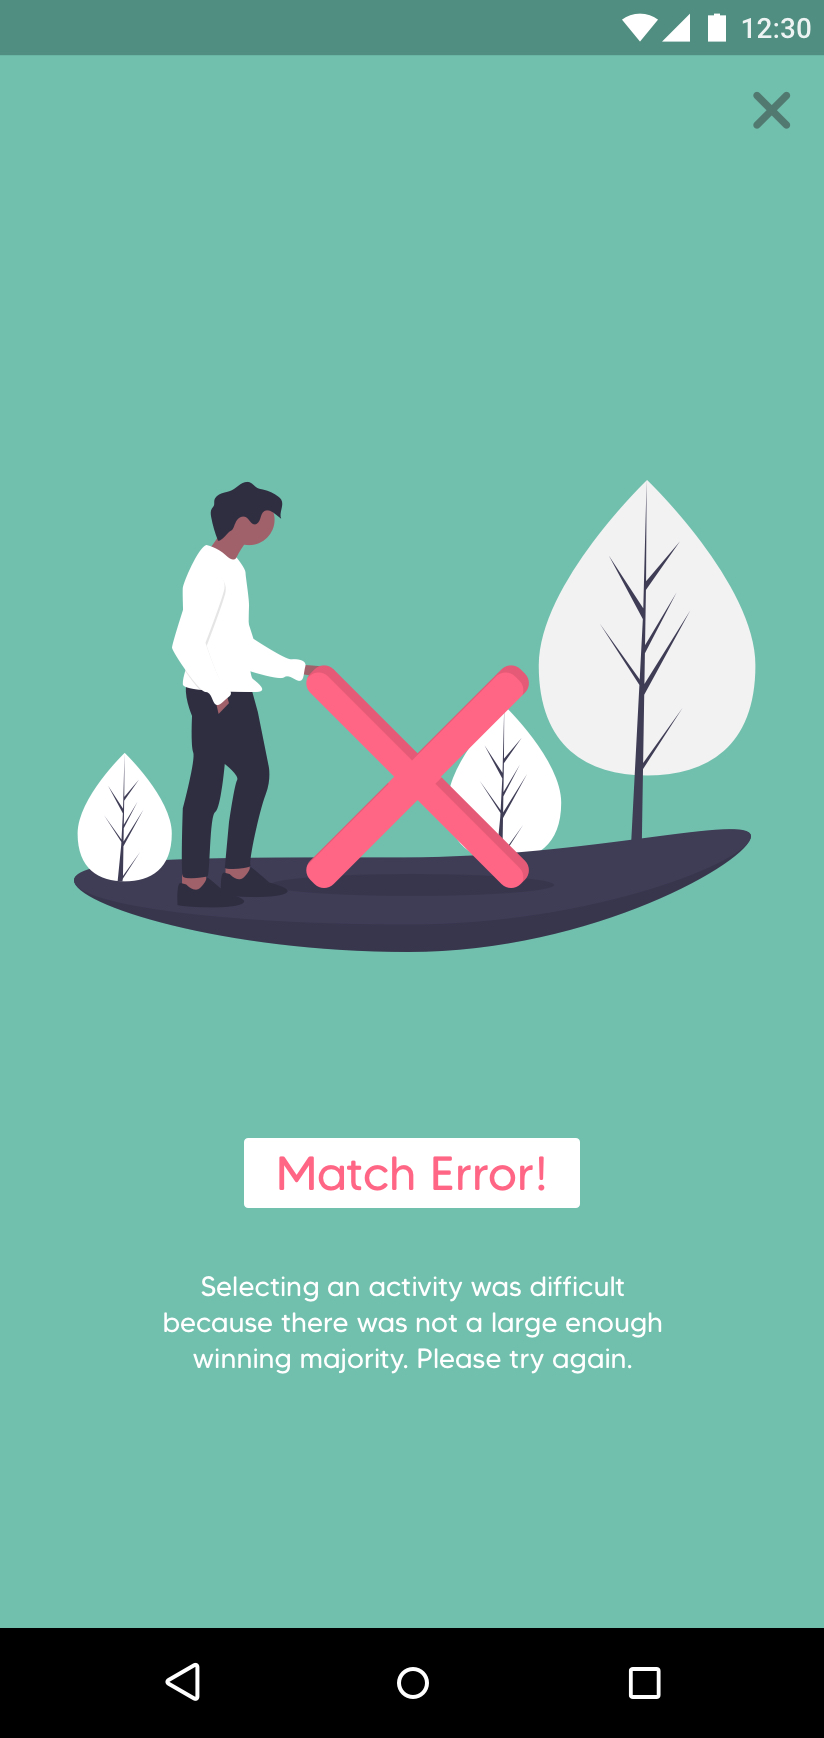 12:30
Match Error!
Selecting an activity was difficult
because there was not a large enough
winning majority. Please try again.